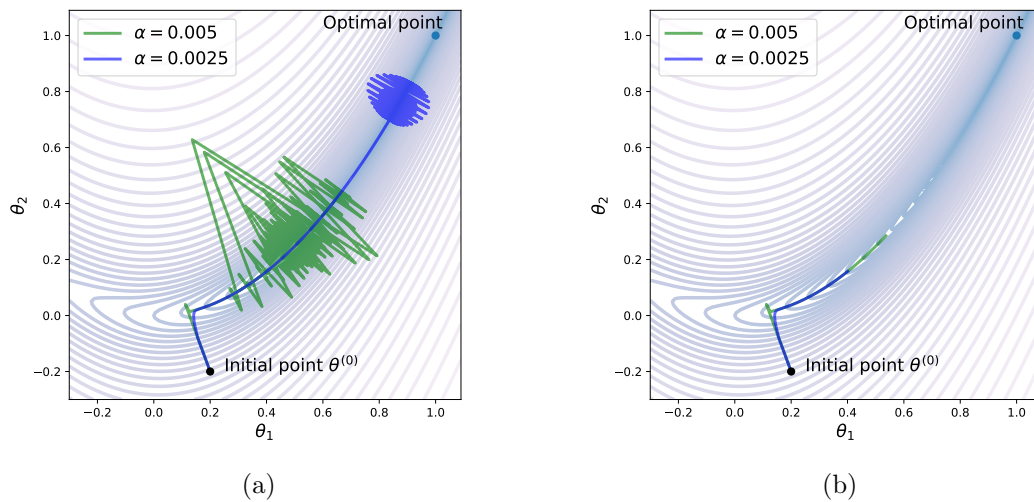 Optimal point
α = 0.005
α = 0.0025
Initial point θ⁽⁰⁾
θ₂
1.0
0.8
0.6
0.4
0.2
0.0
−0.2
−0.2 0.0 0.2 0.4 0.6 0.8 1.0
θ₁
(a)
Optimal point
α = 0.005
α = 0.0025
Initial point θ⁽⁰⁾
θ₂
1.0
0.8
0.6
0.4
0.2
0.0
−0.2
−0.2 0.0 0.2 0.4 0.6 0.8 1.0
θ₁
(b)